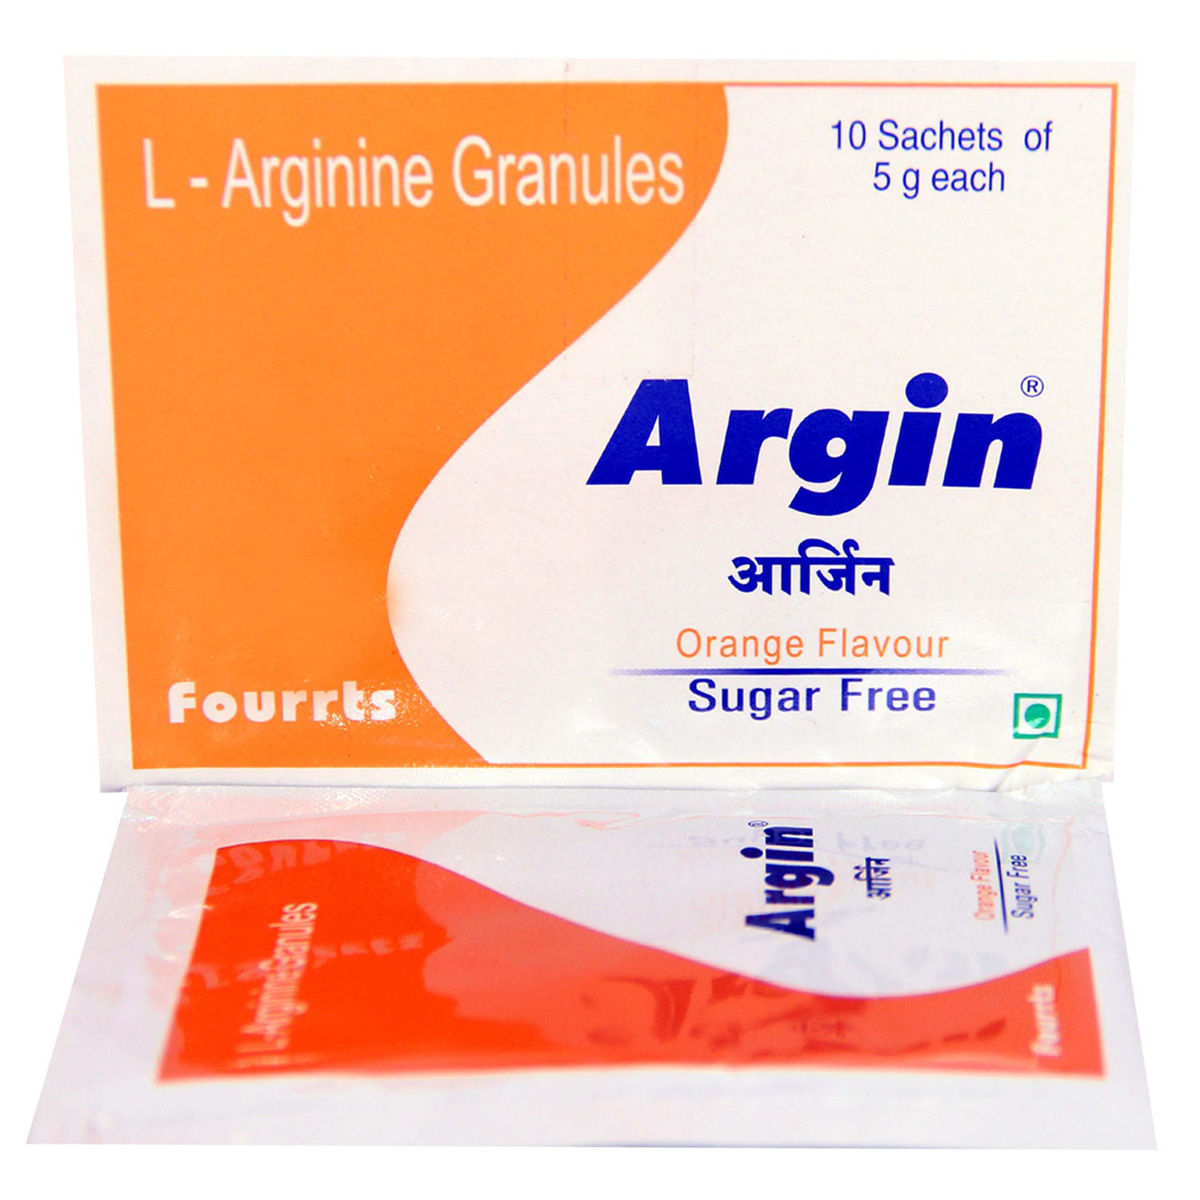 L - Arginine Granules
10 Sachets of
5 g each
Argin®
आर्जिन
Orange Flavour
Sugar Free
Fourrts
L-Arginine Granules
Argin®
आर्जिन
Orange Flavour
Sugar Free
Fourrts